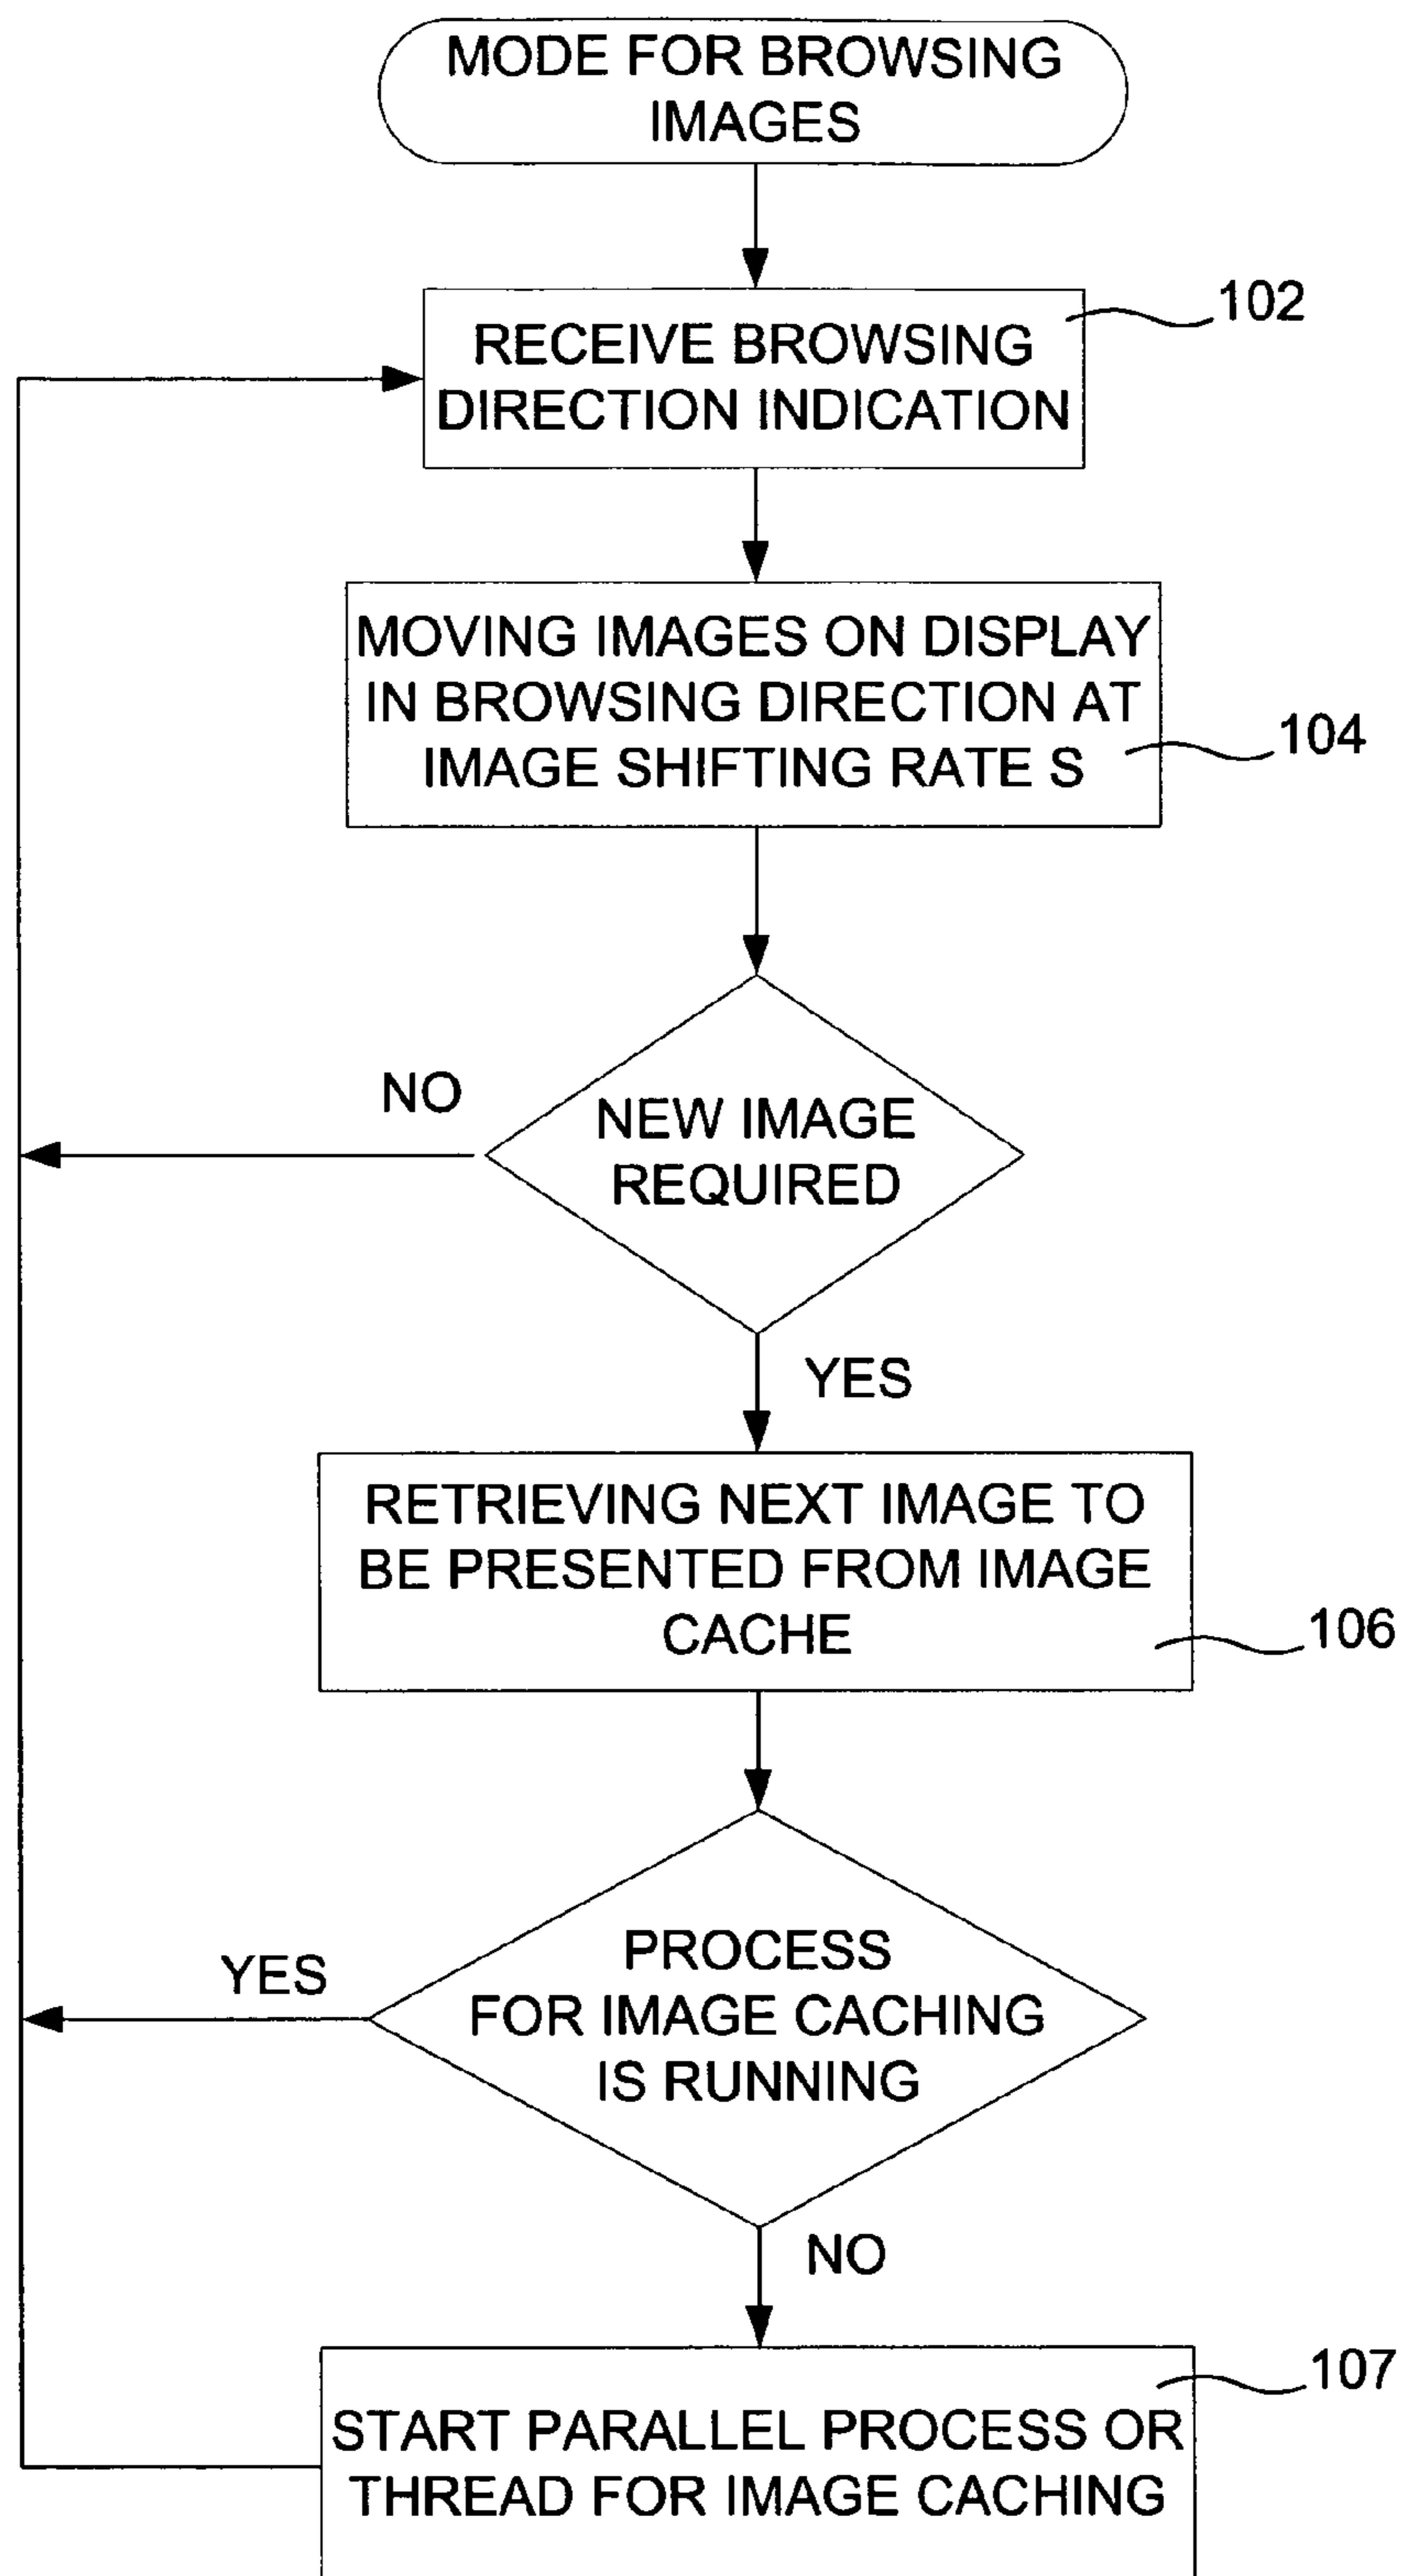 MODE FOR BROWSING
IMAGES
102
RECEIVE BROWSING
DIRECTION INDICATION
MOVING IMAGES ON DISPLAY
IN BROWSING DIRECTION AT
IMAGE SHIFTING RATE S
104
NO
NEW IMAGE
REQUIRED
YES
RETRIEVING NEXT IMAGE TO
BE PRESENTED FROM IMAGE
CACHE
106
YES
PROCESS
FOR IMAGE CACHING
IS RUNNING
NO
107
START PARALLEL PROCESS OR
THREAD FOR IMAGE CACHING